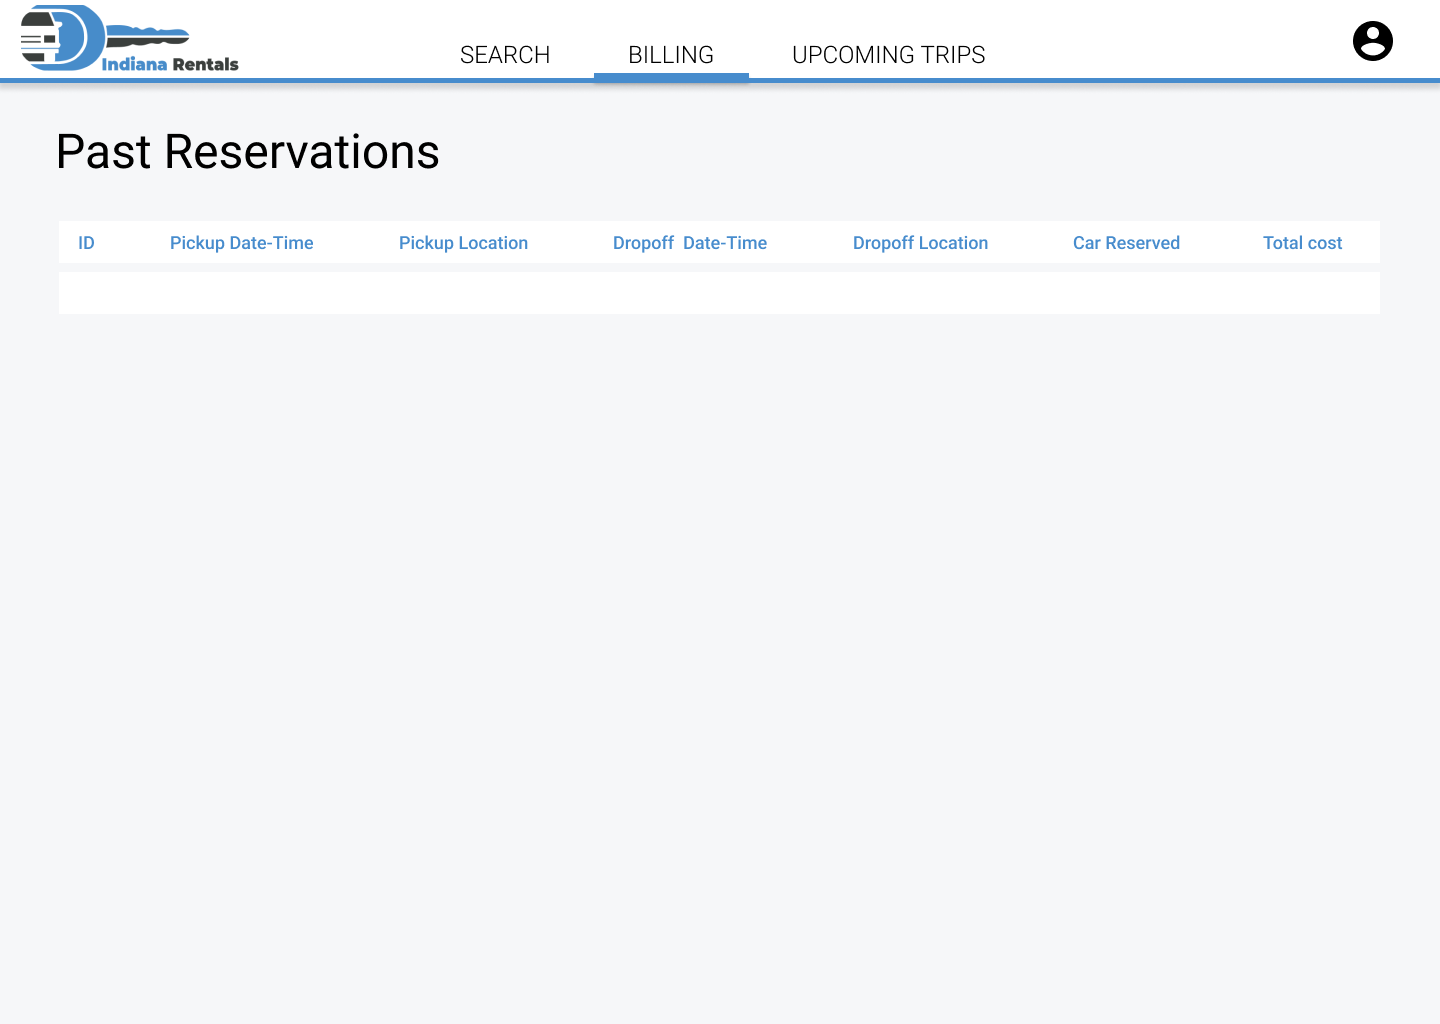 Indiana Rentals
SEARCH BILLING UPCOMING TRIPS
Past Reservations
ID Pickup Date-Time Pickup Location Dropoff  Date-Time Dropoff Location Car Reserved Total cost